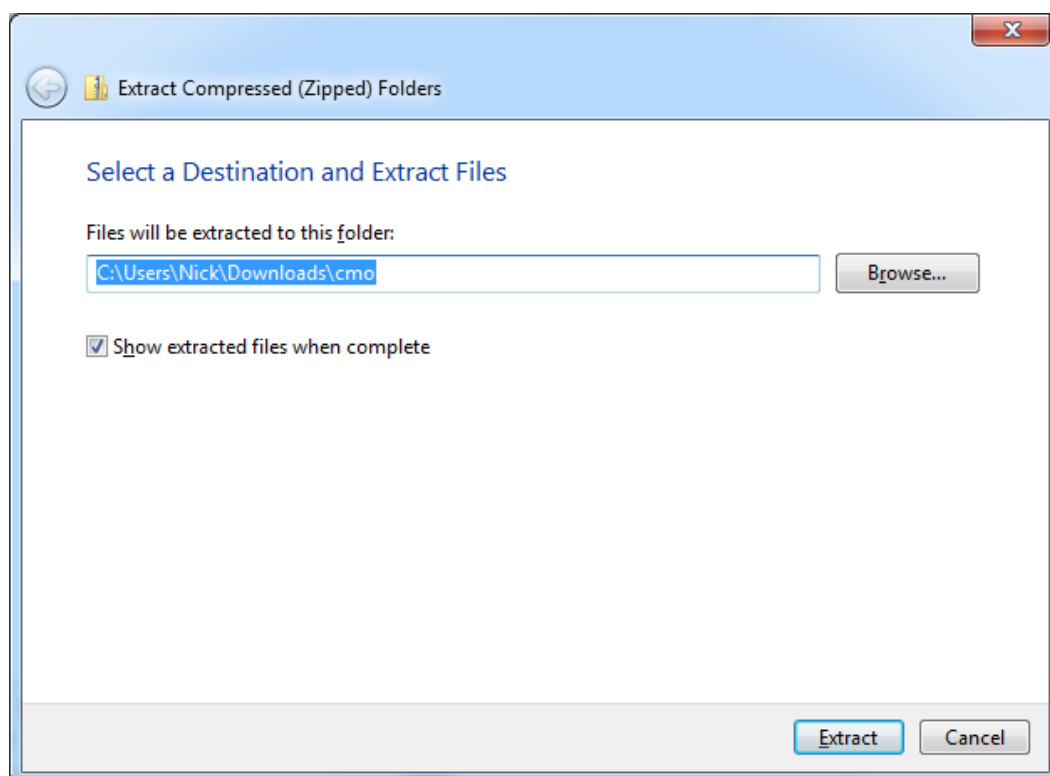 Extract Compressed (Zipped) Folders
Select a Destination and Extract Files
Files will be extracted to this folder:
C:\Users\Nick\Downloads\cmo
Browse...
Show extracted files when complete
Extract
Cancel